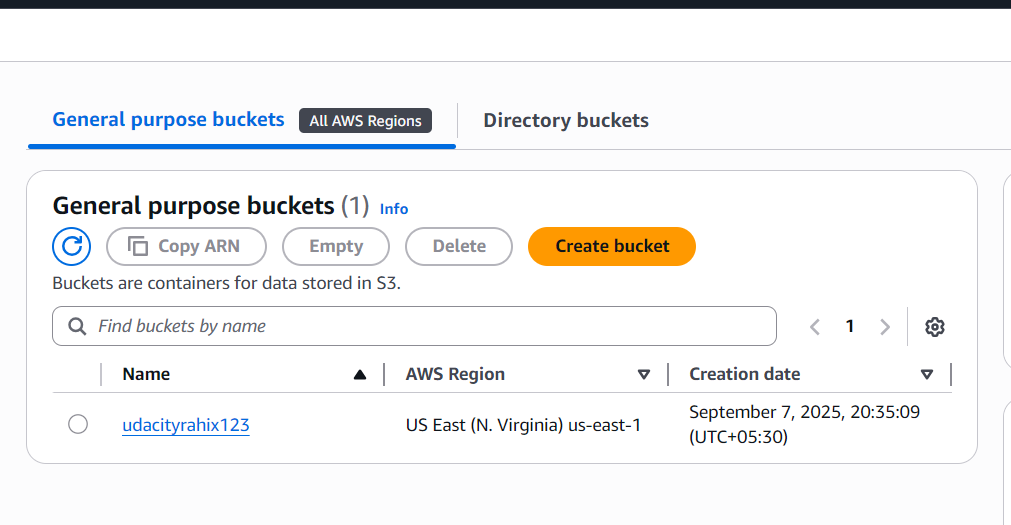 General purpose buckets All AWS Regions Directory buckets
General purpose buckets (1) Info
Copy ARN Empty Delete Create bucket
Buckets are containers for data stored in S3.
Find buckets by name 1
Name AWS Region Creation date
udacityrahix123 US East (N. Virginia) us-east-1 September 7, 2025, 20:35:09
(UTC+05:30)